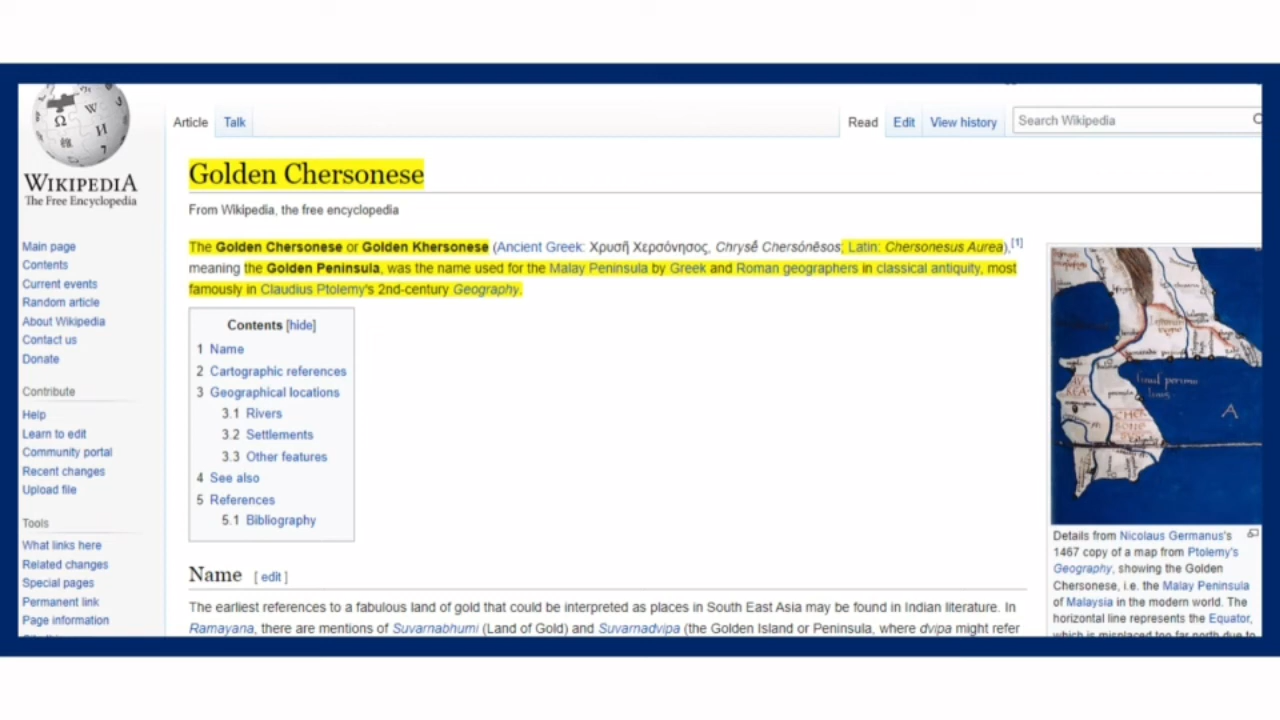 Article Talk Read Edit View history Search Wikipedia
WIKIPEDIA
The Free Encyclopedia
Main page
Contents
Current events
Random article
About Wikipedia
Contact us
Donate
Contribute
Help
Learn to edit
Community portal
Recent changes
Upload file
Tools
What links here
Related changes
Special pages
Permanent link
Page information
Golden Chersonese
From Wikipedia, the free encyclopedia
The Golden Chersonese or Golden Khersonese (Ancient Greek: Χρυσῆ Χερσόνησος, Chrysê Chersónēsos; Latin: Chersonesus Aurea),[1]
meaning the Golden Peninsula, was the name used for the Malay Peninsula by Greek and Roman geographers in classical antiquity, most
famously in Claudius Ptolemy's 2nd-century Geography.
Contents [hide]
1 Name
2 Cartographic references
3 Geographical locations
3.1 Rivers
3.2 Settlements
3.3 Other features
4 See also
5 References
5.1 Bibliography
Name [ edit ]
The earliest references to a fabulous land of gold that could be interpreted as places in South East Asia may be found in Indian literature. In
Ramayana, there are mentions of Suvarnabhumi (Land of Gold) and Suvarnadvipa (the Golden Island or Peninsula, where dvipa might refer
Details from Nicolaus Germanus's
1467 copy of a map from Ptolemy's
Geography, showing the Golden
Chersonese, i.e. the Malay Peninsula
of Malaysia in the modern world. The
horizontal line represents the Equator,
which is misplaced too far north due to